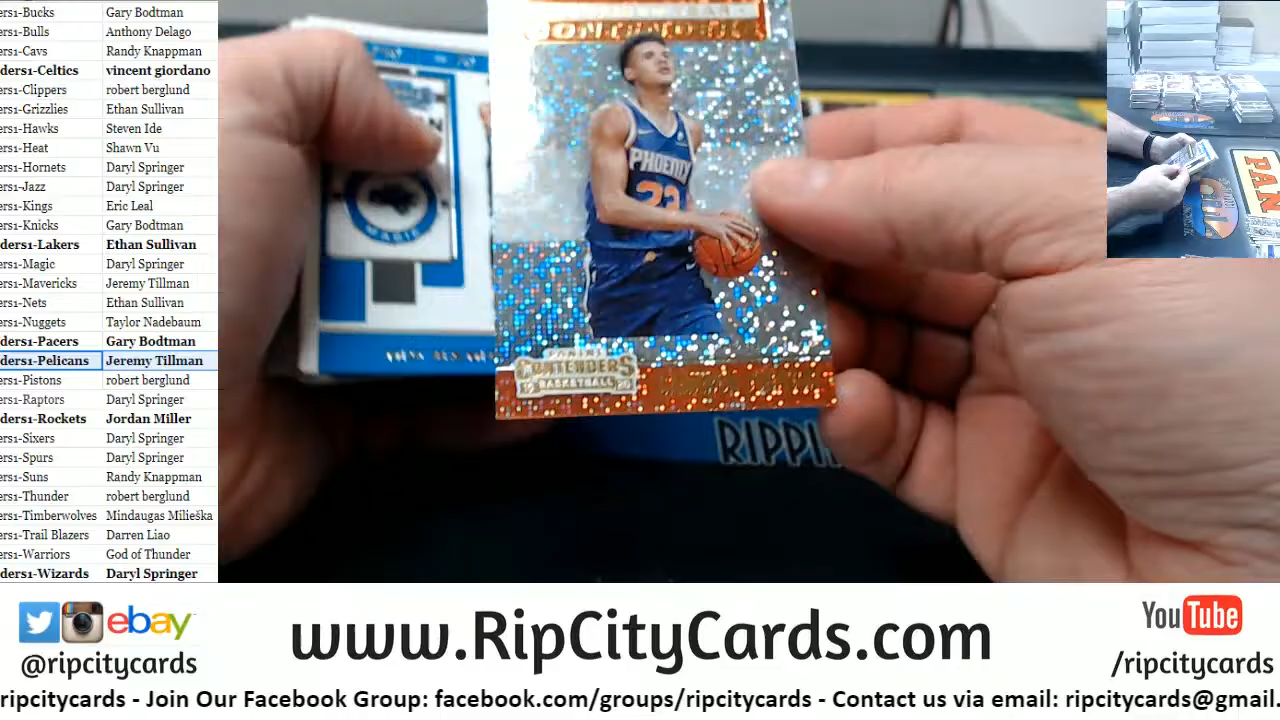 ers1-Bucks Gary Bodtman
ers1-Bulls Anthony Delago
ers1-Cavs Randy Knappman
ders1-Celtics vincent giordano
ers1-Clippers robert berglund
ers1-Grizzlies Ethan Sullivan
ers1-Hawks Steven Ide
ers1-Heat Shawn Vu
ers1-Hornets Daryl Springer
ers1-Jazz Daryl Springer
ers1-Kings Eric Leal
ers1-Knicks Gary Bodtman
ders1-Lakers Ethan Sullivan
ers1-Magic Daryl Springer
ers1-Mavericks Jeremy Tillman
ers1-Nets Ethan Sullivan
ers1-Nuggets Taylor Nadebaum
ders1-Pacers Gary Bodtman
ders1-Pelicans Jeremy Tillman
ers1-Pistons robert berglund
ers1-Raptors Daryl Springer
ders1-Rockets Jordan Miller
ers1-Sixers Daryl Springer
ers1-Spurs Daryl Springer
ers1-Suns Randy Knappman
ers1-Thunder robert berglund
ers1-Timberwolves Mindaugas Milieška
ers1-Trail Blazers Darren Liao
ers1-Warriors God of Thunder
ders1-Wizards Daryl Springer
MAGIC
PHOENIX
23
PANINI
CONTENDERS
19 BASKETBALL 20
RIPPI
PAN
ebay
@ripcitycards
www.RipCityCards.com
YouTube
/ripcitycards
ripcitycards - Join Our Facebook Group: facebook.com/groups/ripcitycards - Contact us via email: ripcitycards@gmail.